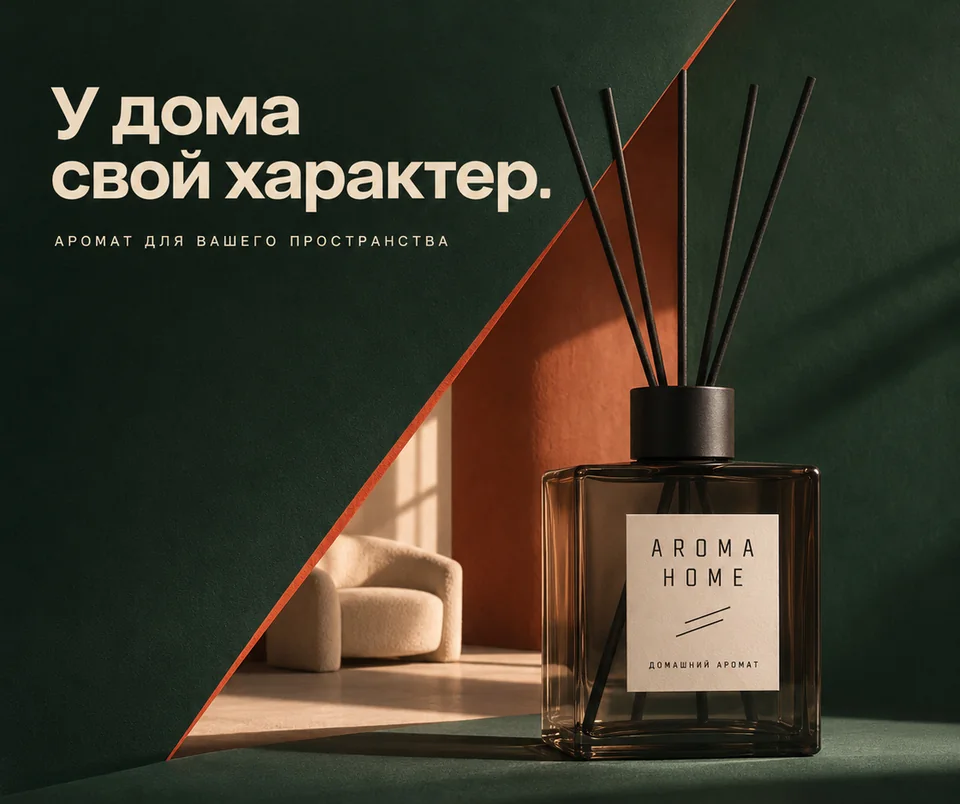 У дома
свой характер.
АРОМАТ ДЛЯ ВАШЕГО ПРОСТРАНСТВА
AROMA
HOME
ДОМАШНИЙ АРОМАТ